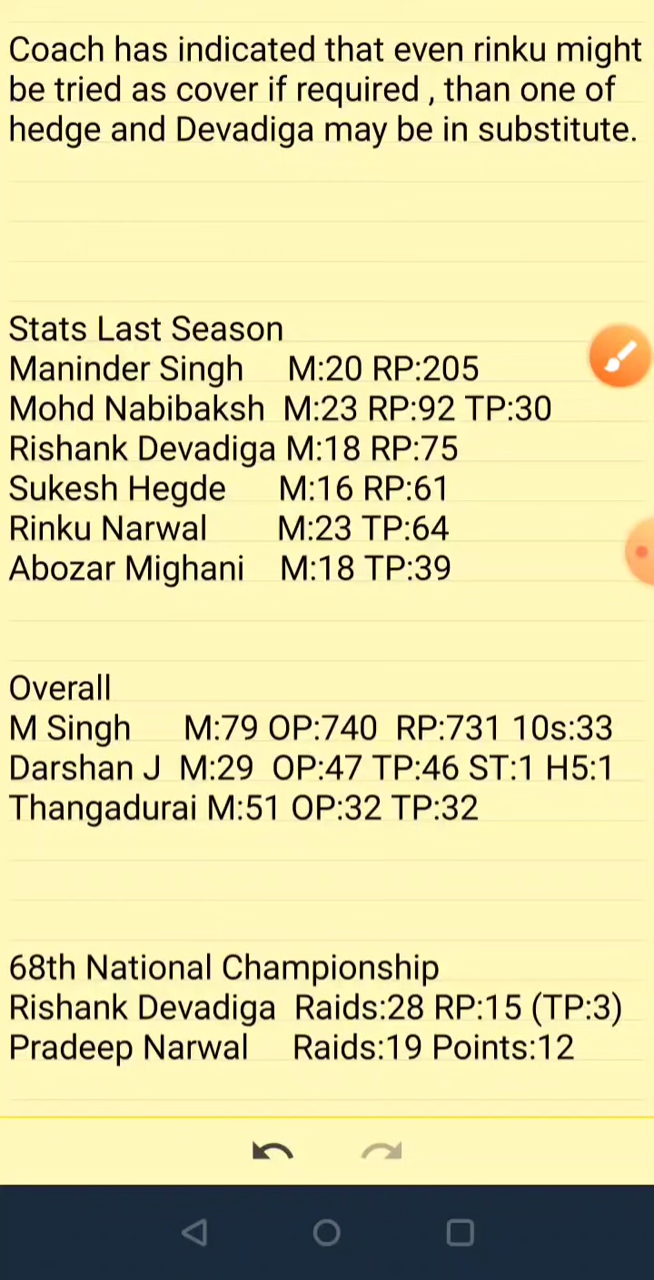 Coach has indicated that even rinku might
be tried as cover if required , than one of
hedge and Devadiga may be in substitute.
Stats Last Season
Maninder Singh M:20 RP:205
Mohd Nabibaksh M:23 RP:92 TP:30
Rishank Devadiga M:18 RP:75
Sukesh Hegde M:16 RP:61
Rinku Narwal M:23 TP:64
Abozar Mighani M:18 TP:39
Overall
M Singh M:79 OP:740 RP:731 10s:33
Darshan J M:29 OP:47 TP:46 ST:1 H5:1
Thangadurai M:51 OP:32 TP:32
68th National Championship
Rishank Devadiga Raids:28 RP:15 (TP:3)
Pradeep Narwal Raids:19 Points:12